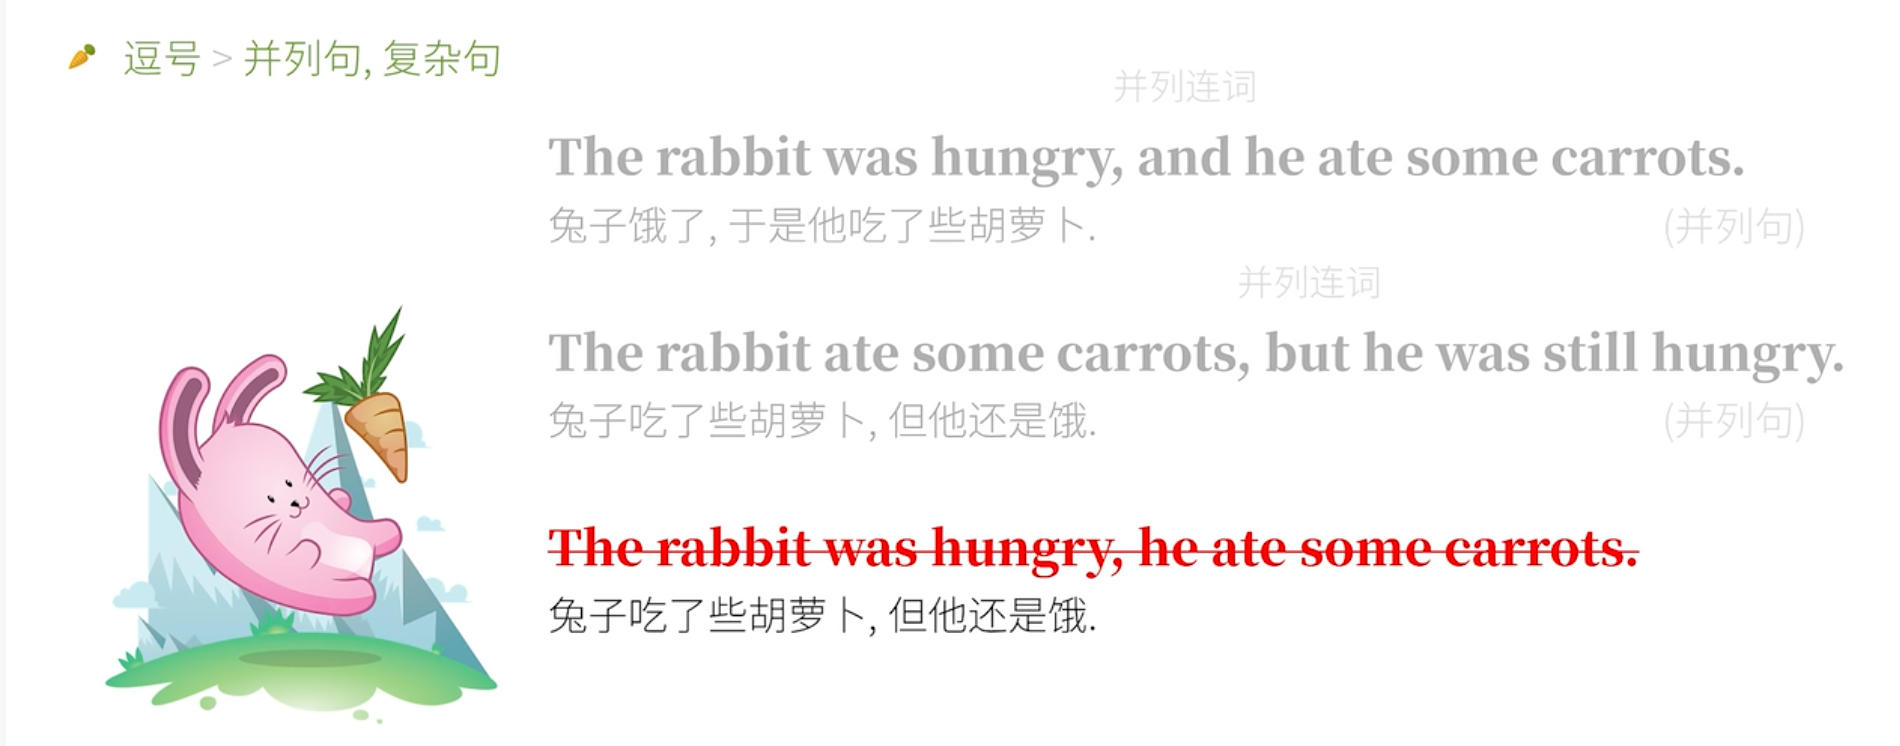 逗号 > 并列句, 复杂句
并列连词
The rabbit was hungry, and he ate some carrots.
兔子饿了, 于是他吃了些胡萝卜.
(并列句)
并列连词
The rabbit ate some carrots, but he was still hungry.
兔子吃了些胡萝卜, 但他还是饿.
(并列句)
The rabbit was hungry, he ate some carrots.
兔子吃了些胡萝卜, 但他还是饿.